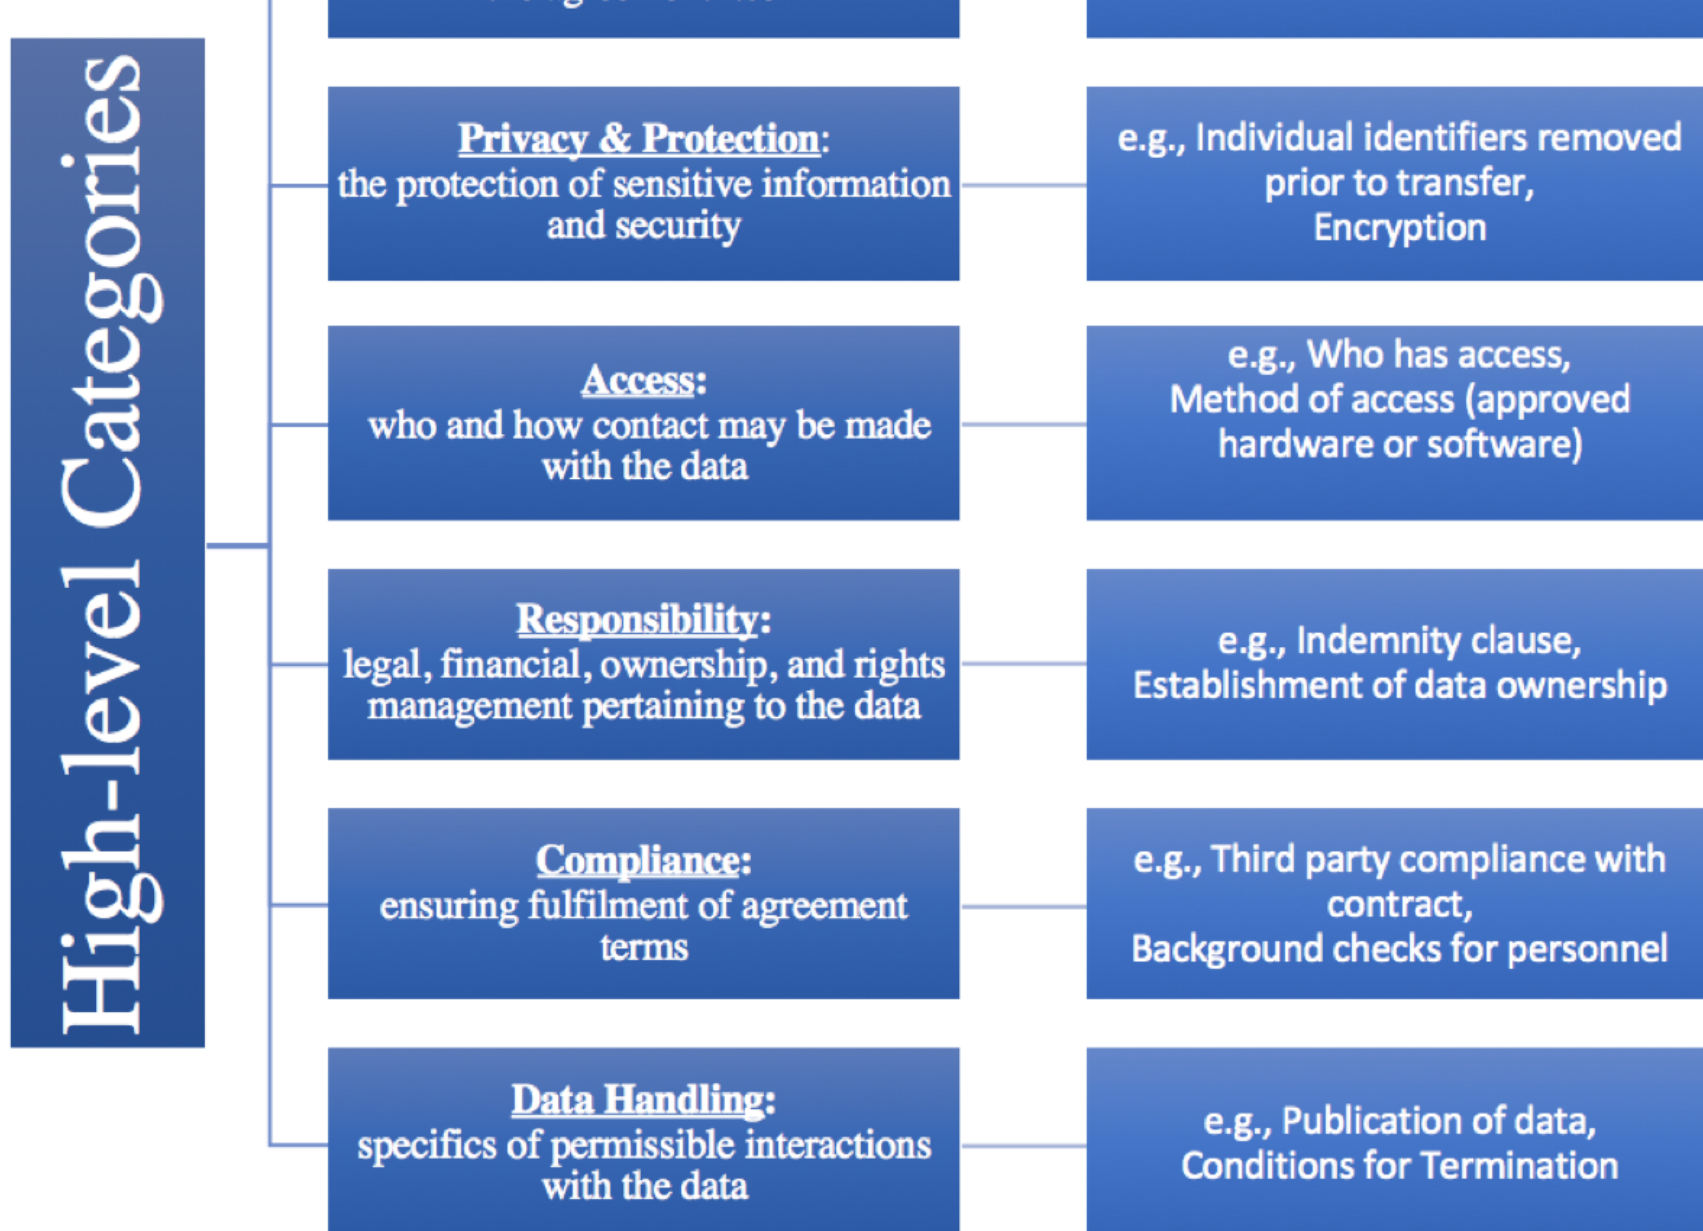 High-level Categories
Privacy & Protection:
the protection of sensitive information
and security
e.g., Individual identifiers removed
prior to transfer,
Encryption
Access:
who and how contact may be made
with the data
e.g., Who has access,
Method of access (approved
hardware or software)
Responsibility:
legal, financial, ownership, and rights
management pertaining to the data
e.g., Indemnity clause,
Establishment of data ownership
Compliance:
ensuring fulfilment of agreement
terms
e.g., Third party compliance with
contract,
Background checks for personnel
Data Handling:
specifics of permissible interactions
with the data
e.g., Publication of data,
Conditions for Termination